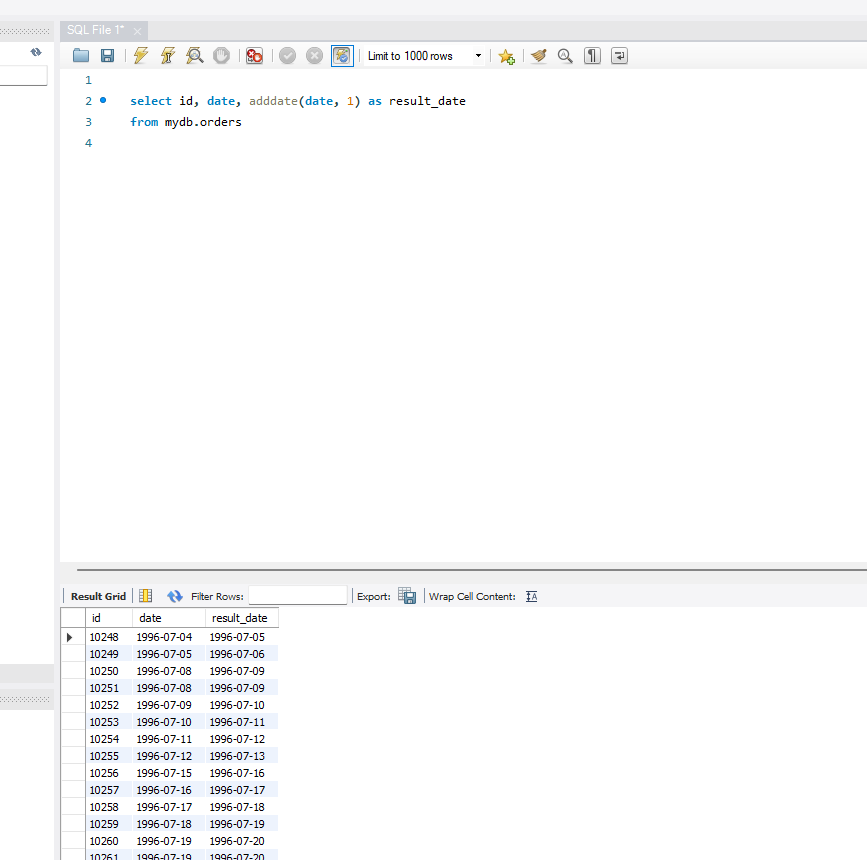 SQL File 1*
Limit to 1000 rows
1
2 select id, date, adddate(date, 1) as result_date
3 from mydb.orders
4
Result Grid Filter Rows: Export: Wrap Cell Content:
id date result_date
10248 1996-07-04 1996-07-05
10249 1996-07-05 1996-07-06
10250 1996-07-08 1996-07-09
10251 1996-07-08 1996-07-09
10252 1996-07-09 1996-07-10
10253 1996-07-10 1996-07-11
10254 1996-07-11 1996-07-12
10255 1996-07-12 1996-07-13
10256 1996-07-15 1996-07-16
10257 1996-07-16 1996-07-17
10258 1996-07-17 1996-07-18
10259 1996-07-18 1996-07-19
10260 1996-07-19 1996-07-20
10261 1996-07-19 1996-07-20